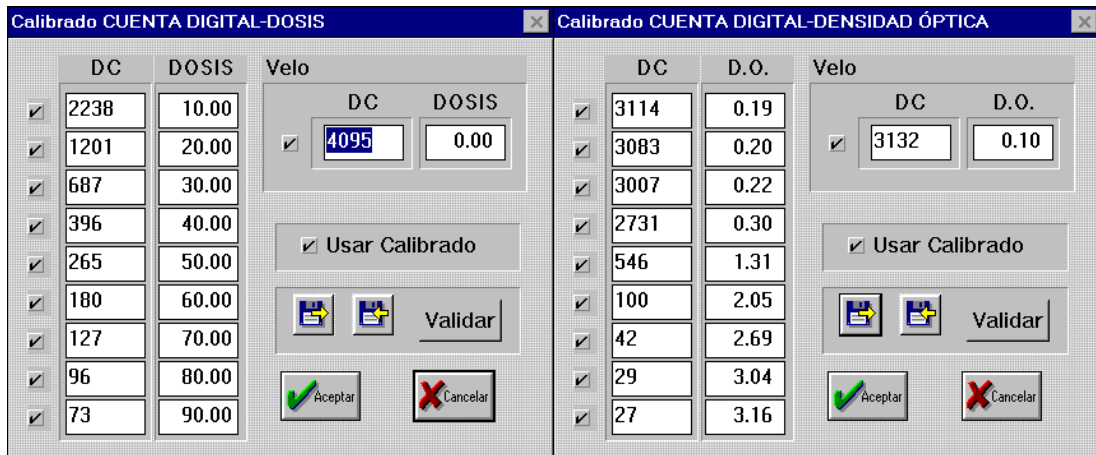 Calibrado CUENTA DIGITAL-DOSIS
DC DOSIS
2238 10.00
1201 20.00
687 30.00
396 40.00
265 50.00
180 60.00
127 70.00
96 80.00
73 90.00
Velo
DC DOSIS
4095 0.00
Usar Calibrado
Validar
Aceptar Cancelar
Calibrado CUENTA DIGITAL-DENSIDAD ÓPTICA
DC D.O.
3114 0.19
3083 0.20
3007 0.22
2731 0.30
546 1.31
100 2.05
42 2.69
29 3.04
27 3.16
Velo
DC D.O.
3132 0.10
Usar Calibrado
Validar
Aceptar Cancelar